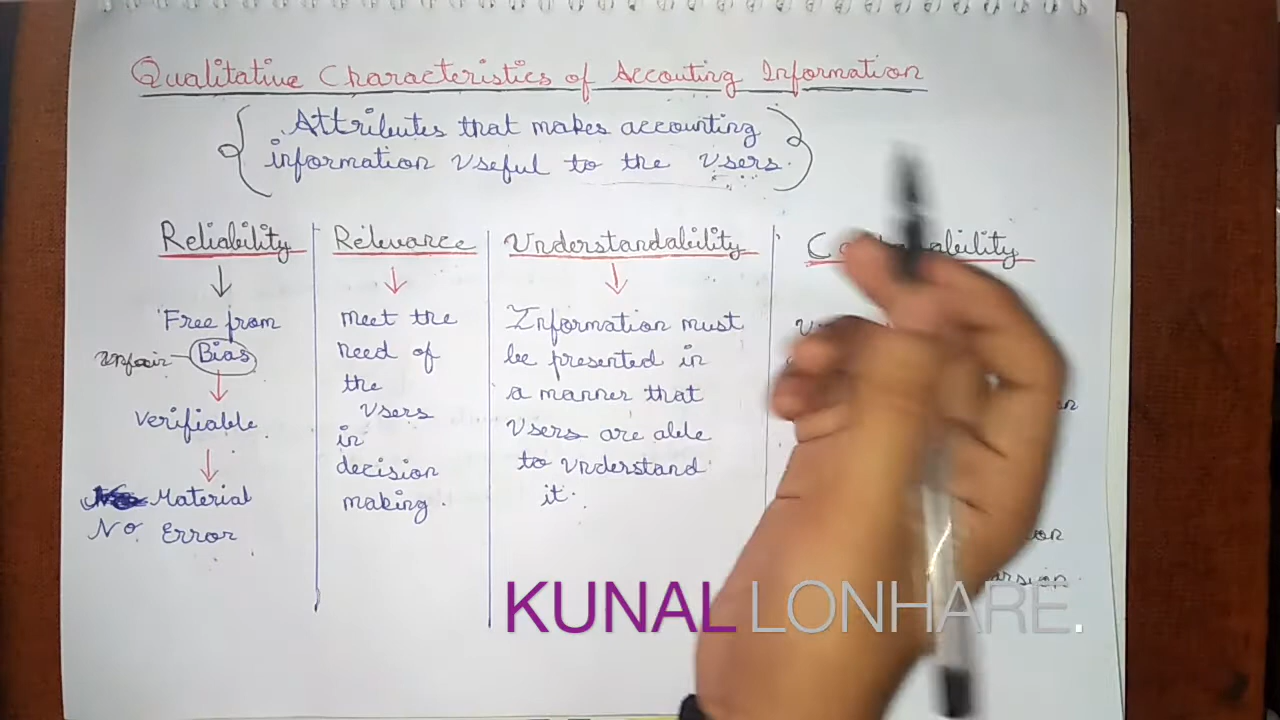 Qualitative Characteristics of Accouting Information
Attributes that makes accounting
information Useful to the Users.
Reliability
Free from
Unfair Bias
Verifiable
Material
No Error
Relevance
meet the
need of
the
Users
in
decision
making.
Understandability
Information must
be presented in
a manner that
Users are able
to Understand
it.
KUNAL LONHARE.